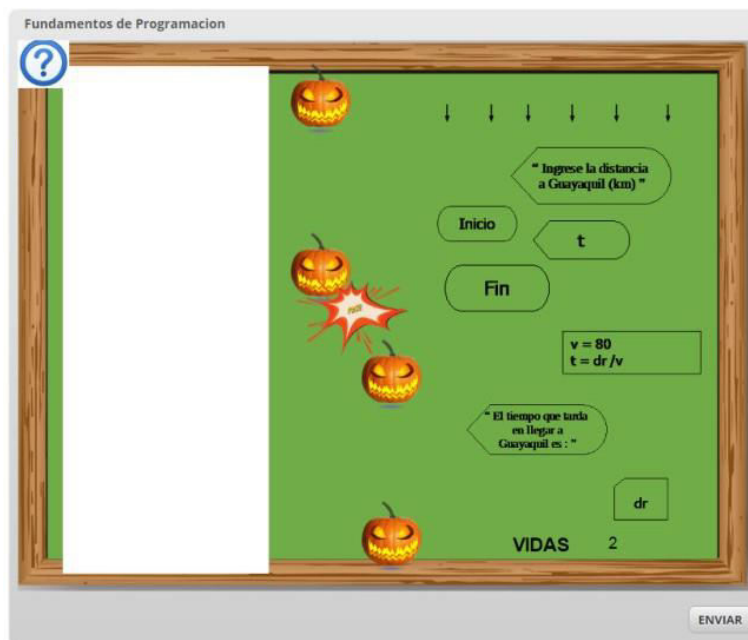 Fundamentos de Programacion
?
“ Ingrese la distancia
a Guayaquil (km) ”
Inicio
t
Fin
v = 80
t = dr /v
“ El tiempo que tarda
en llegar a
Guayaquil es : ”
dr
VIDAS 2
ENVIAR